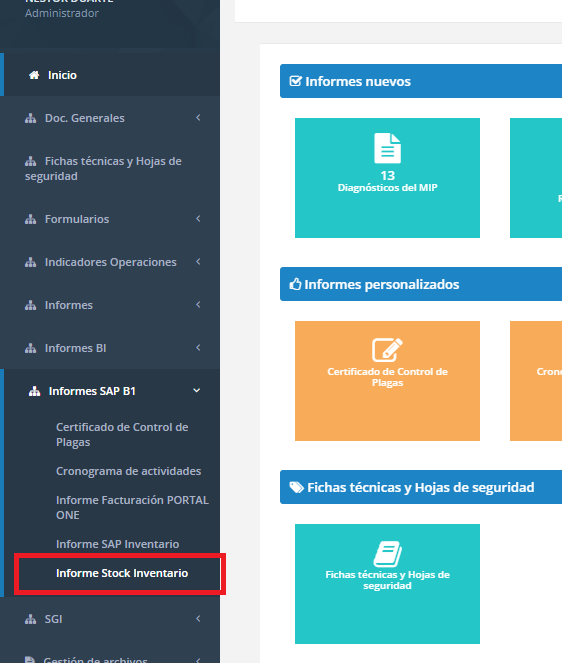 NESTOR DUARTE
Administrador
Inicio
Doc. Generales
Fichas técnicas y Hojas de
seguridad
Formularios
Indicadores Operaciones
Informes
Informes BI
Informes SAP B1
Certificado de Control de
Plagas
Cronograma de actividades
Informe Facturación PORTAL
ONE
Informe SAP Inventario
Informe Stock Inventario
SGI
Gestión de archivos
Informes nuevos
13
Diagnósticos del MIP
R
Informes personalizados
Certificado de Control de
Plagas
Cron
Fichas técnicas y Hojas de seguridad
Fichas técnicas y Hojas de
seguridad